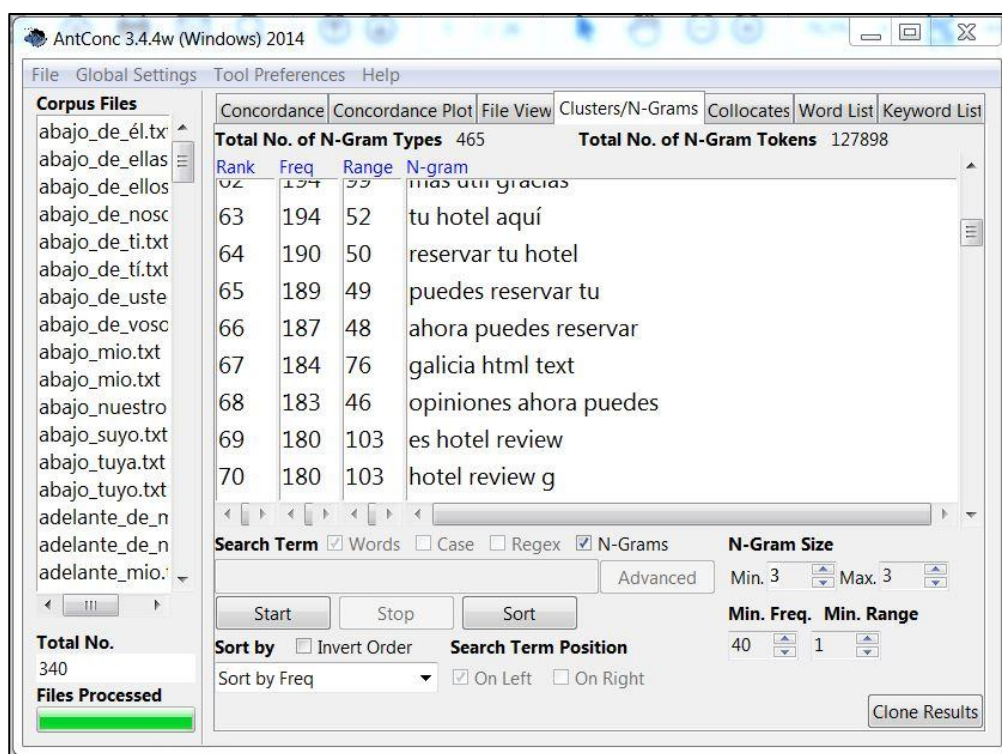 AntConc 3.4.4w (Windows) 2014
File Global Settings Tool Preferences Help
Corpus Files
abajo_de_él.tx
abajo_de_ellas
abajo_de_ellos
abajo_de_nosc
abajo_de_ti.txt
abajo_de_tí.txt
abajo_de_uste
abajo_de_vosc
abajo_mio.txt
abajo_mio.txt
abajo_nuestro
abajo_suyo.txt
abajo_tuya.txt
abajo_tuyo.txt
adelante_de_m
adelante_de_n
adelante_mio.
Total No.
340
Files Processed
Concordance Concordance Plot File View Clusters/N-Grams Collocates Word List Keyword List
Total No. of N-Gram Types 465 Total No. of N-Gram Tokens 127898
Rank Freq Range N-gram
62 194 99 más útil gracias
63 194 52 tu hotel aquí
64 190 50 reservar tu hotel
65 189 49 puedes reservar tu
66 187 48 ahora puedes reservar
67 184 76 galicia html text
68 183 46 opiniones ahora puedes
69 180 103 es hotel review
70 180 103 hotel review g
Search Term Words Case Regex N-Grams
Advanced
Start Stop Sort
Sort by Invert Order Search Term Position
Sort by Freq On Left On Right
N-Gram Size
Min. 3 Max. 3
Min. Freq. Min. Range
40 1
Clone Results